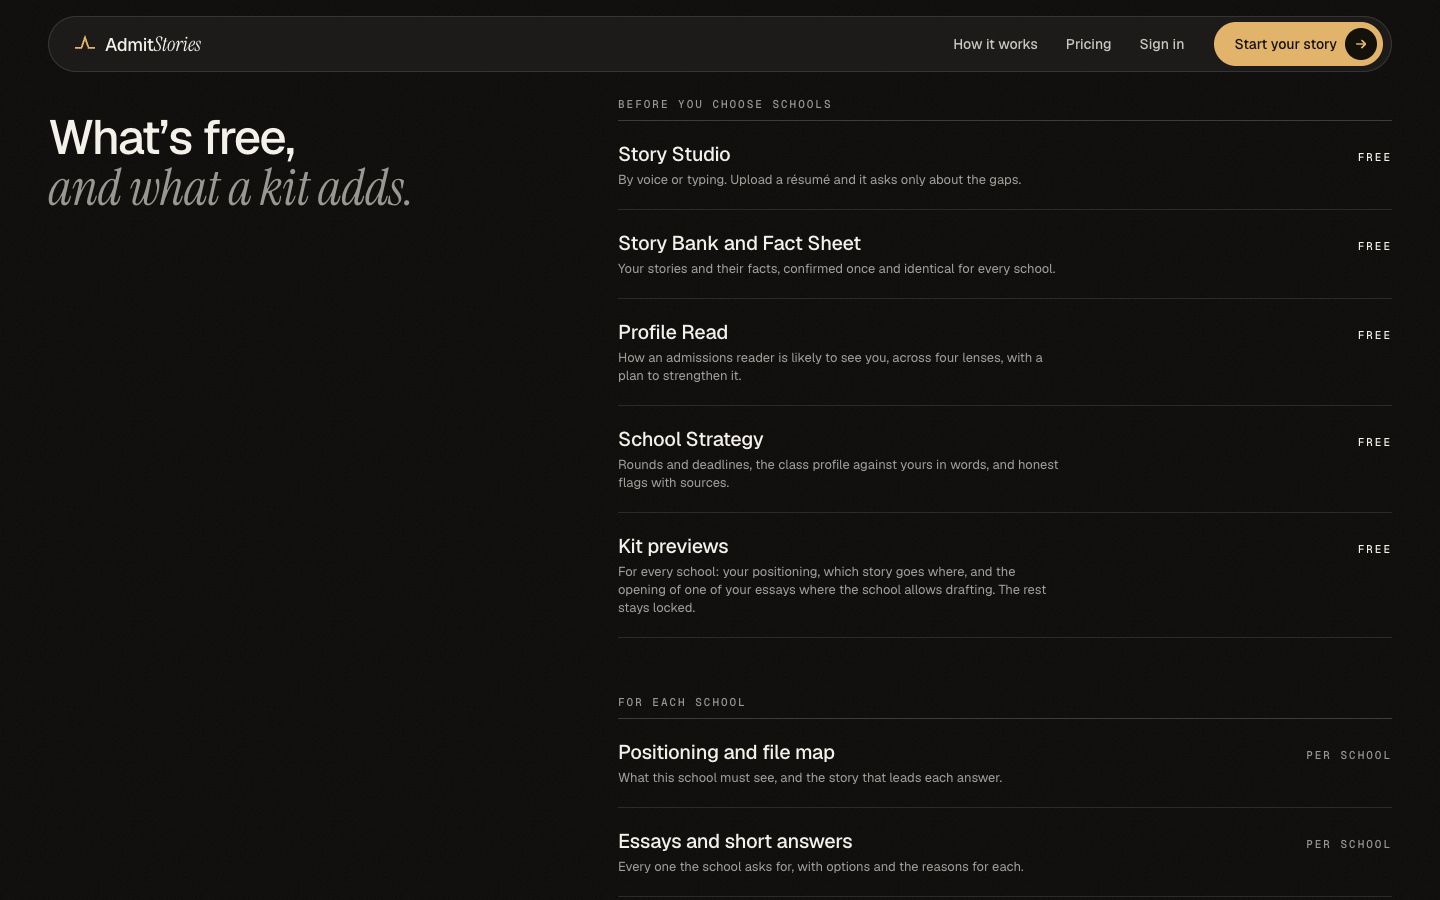 AdmitStories
How it works
Pricing
Sign in
Start your story
What’s free,
and what a kit adds.
BEFORE YOU CHOOSE SCHOOLS
Story Studio
FREE
By voice or typing. Upload a résumé and it asks only about the gaps.
Story Bank and Fact Sheet
FREE
Your stories and their facts, confirmed once and identical for every school.
Profile Read
FREE
How an admissions reader is likely to see you, across four lenses, with a
plan to strengthen it.
School Strategy
FREE
Rounds and deadlines, the class profile against yours in words, and honest
flags with sources.
Kit previews
FREE
For every school: your positioning, which story goes where, and the
opening of one of your essays where the school allows drafting. The rest
stays locked.
FOR EACH SCHOOL
Positioning and file map
PER SCHOOL
What this school must see, and the story that leads each answer.
Essays and short answers
PER SCHOOL
Every one the school asks for, with options and the reasons for each.